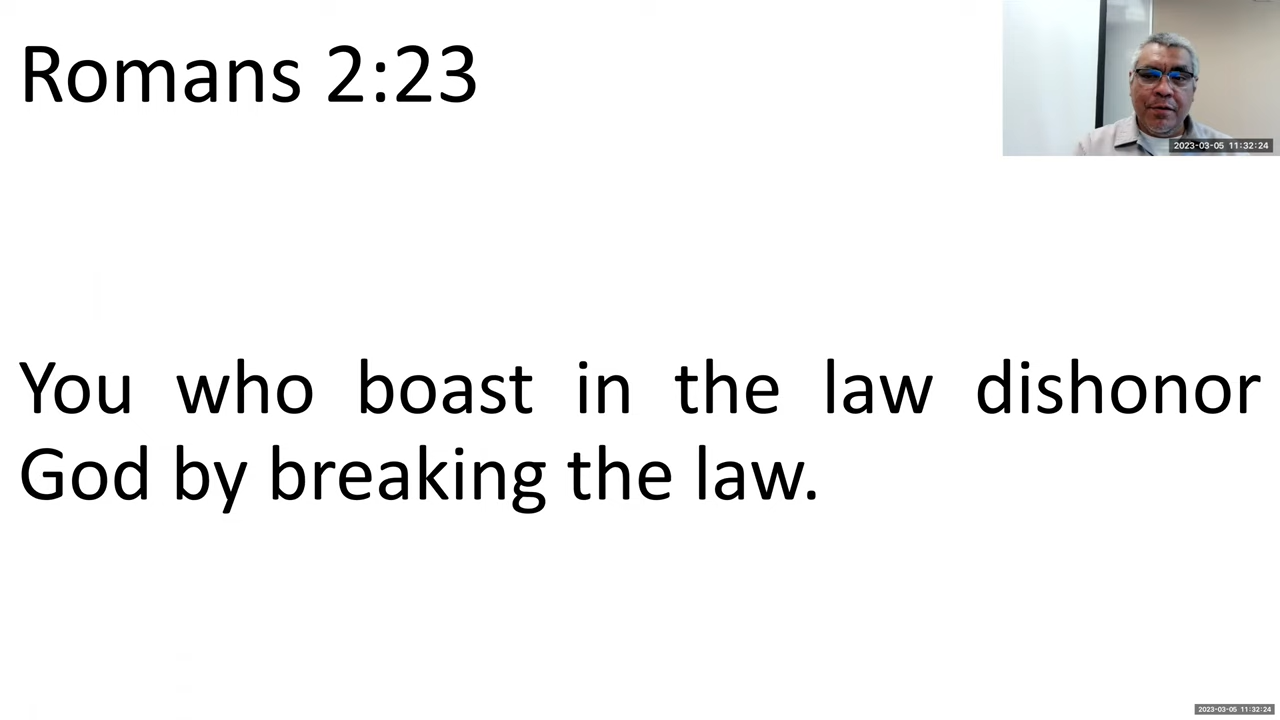 Romans 2:23
2023-03-05 11:32:24
You who boast in the law dishonor
God by breaking the law.
2023-03-05 11:32:24